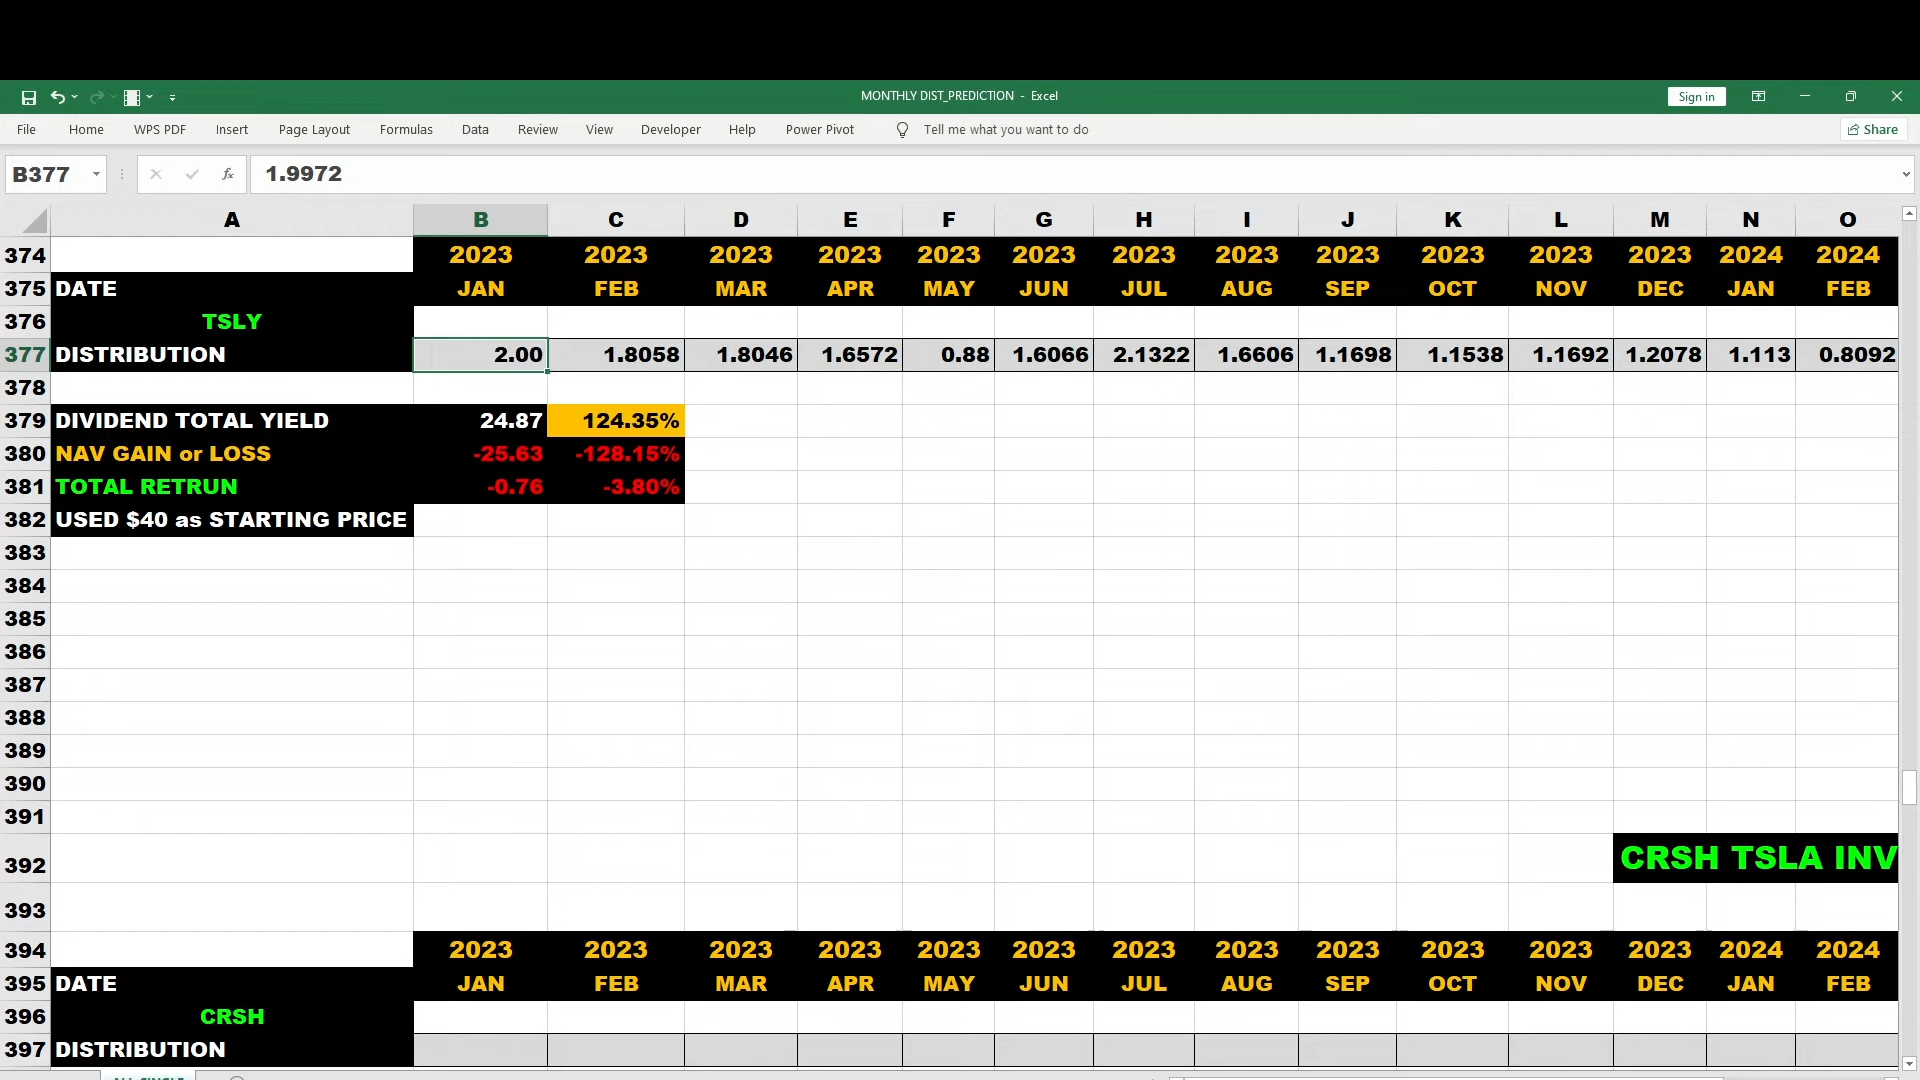 MONTHLY DIST_PREDICTION - Excel
Sign in
File Home WPS PDF Insert Page Layout Formulas Data Review View Developer Help Power Pivot Tell me what you want to do Share
B377 fx 1.9972
A B C D E F G H I J K L M N O
374 2023 2023 2023 2023 2023 2023 2023 2023 2023 2023 2023 2023 2024 2024
375 DATE JAN FEB MAR APR MAY JUN JUL AUG SEP OCT NOV DEC JAN FEB
376 TSLY
377 DISTRIBUTION 2.00 1.8058 1.8046 1.6572 0.88 1.6066 2.1322 1.6606 1.1698 1.1538 1.1692 1.2078 1.113 0.8092
378
379 DIVIDEND TOTAL YIELD 24.87 124.35%
380 NAV GAIN or LOSS -25.63 -128.15%
381 TOTAL RETRUN -0.76 -3.80%
382 USED $40 as STARTING PRICE
383
384
385
386
387
388
389
390
391
392 CRSH TSLA INV
393
394 2023 2023 2023 2023 2023 2023 2023 2023 2023 2023 2023 2023 2024 2024
395 DATE JAN FEB MAR APR MAY JUN JUL AUG SEP OCT NOV DEC JAN FEB
396 CRSH
397 DISTRIBUTION